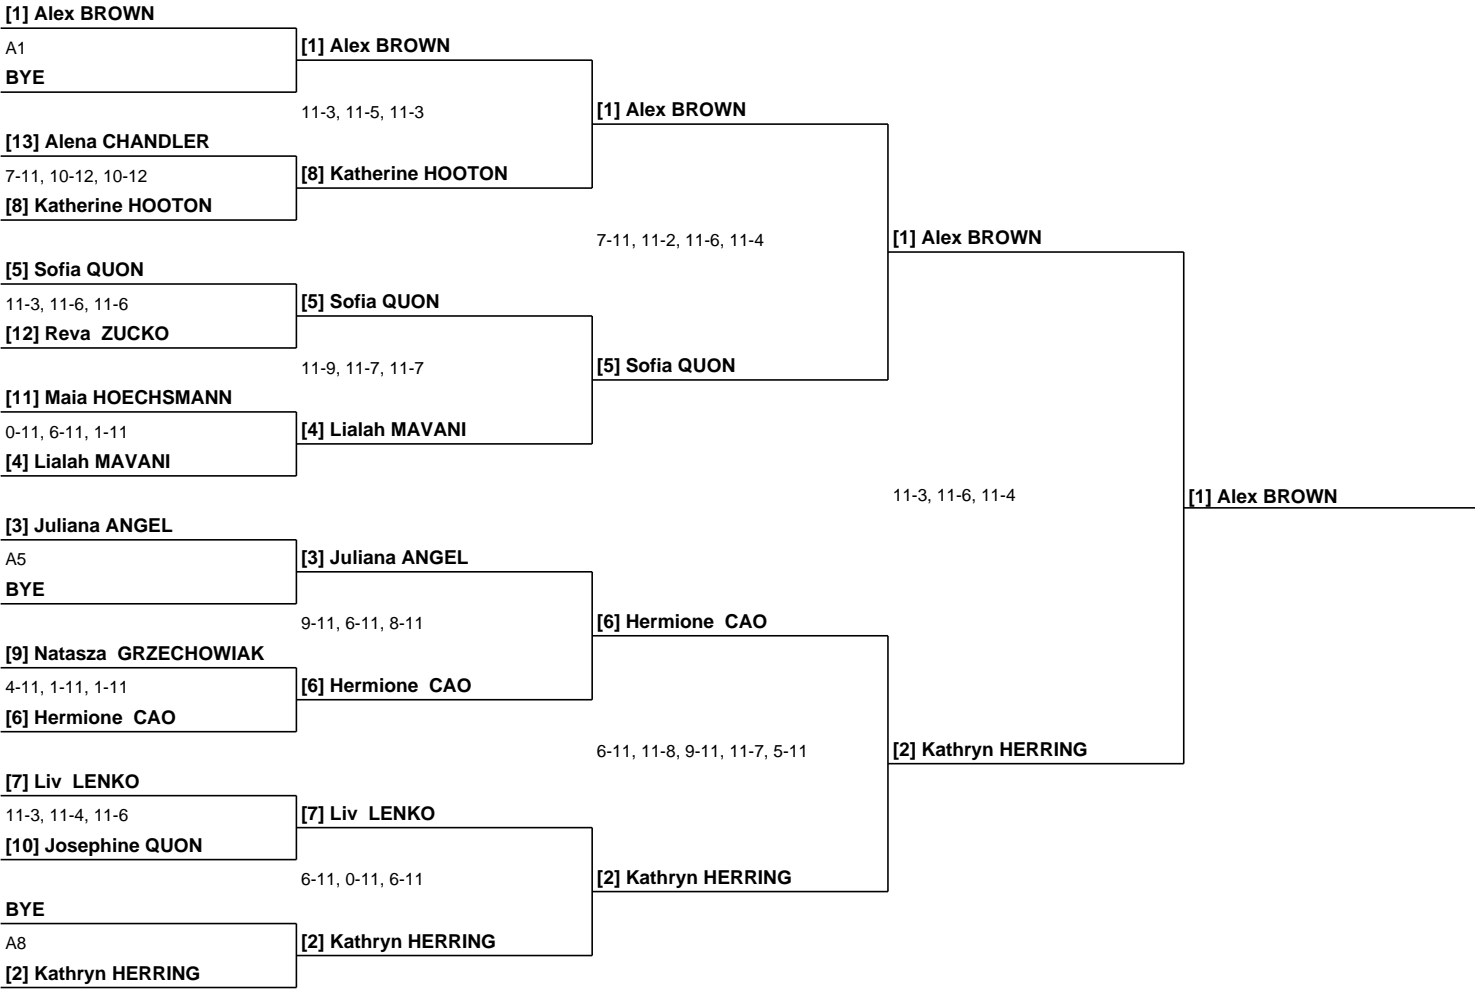 [1] Alex BROWN
A1
[1] Alex BROWN
BYE
11-3, 11-5, 11-3
[1] Alex BROWN
[13] Alena CHANDLER
7-11, 10-12, 10-12
[8] Katherine HOOTON
[8] Katherine HOOTON
7-11, 11-2, 11-6, 11-4
[1] Alex BROWN
[5] Sofia QUON
11-3, 11-6, 11-6
[5] Sofia QUON
[12] Reva  ZUCKO
11-9, 11-7, 11-7
[5] Sofia QUON
[11] Maia HOECHSMANN
0-11, 6-11, 1-11
[4] Lialah MAVANI
[4] Lialah MAVANI
11-3, 11-6, 11-4
[1] Alex BROWN
[3] Juliana ANGEL
A5
[3] Juliana ANGEL
BYE
9-11, 6-11, 8-11
[6] Hermione  CAO
[9] Natasza  GRZECHOWIAK
4-11, 1-11, 1-11
[6] Hermione  CAO
[6] Hermione  CAO
6-11, 11-8, 9-11, 11-7, 5-11
[2] Kathryn HERRING
[7] Liv  LENKO
11-3, 11-4, 11-6
[7] Liv  LENKO
[10] Josephine QUON
6-11, 0-11, 6-11
[2] Kathryn HERRING
BYE
A8
[2] Kathryn HERRING
[2] Kathryn HERRING